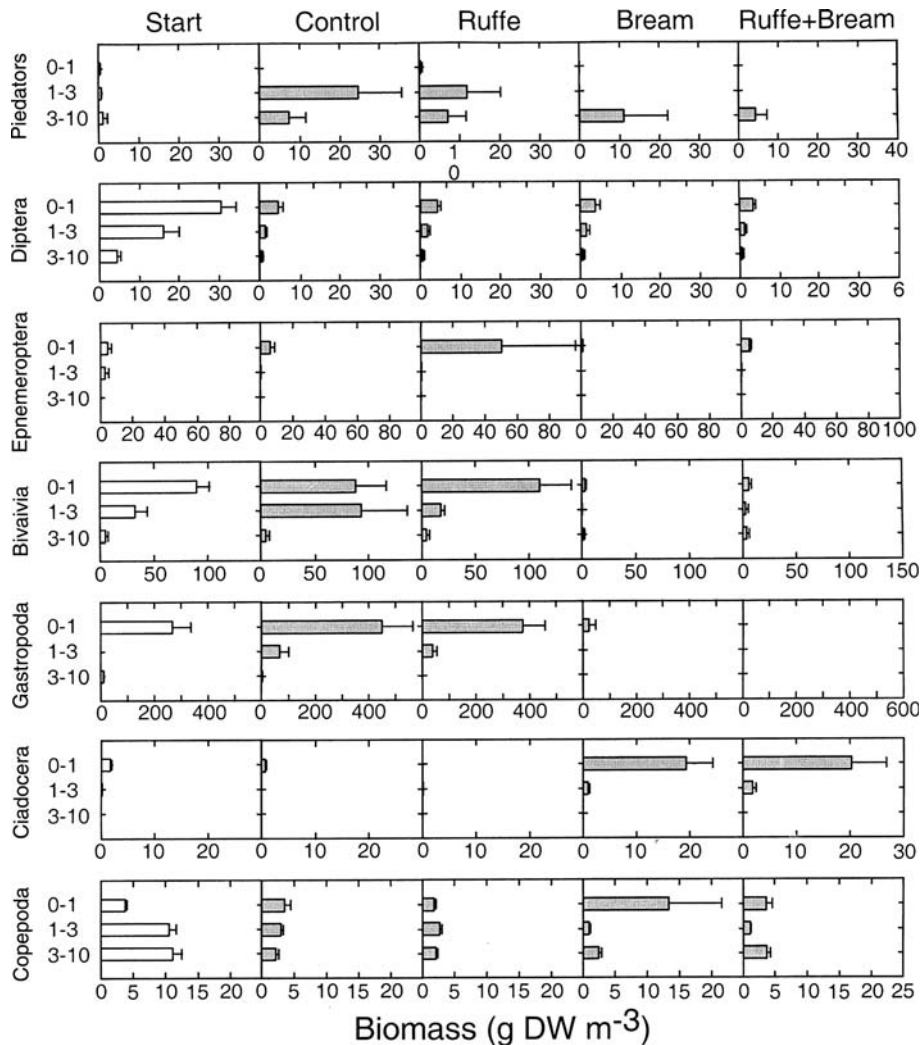 Start Control Ruffe Bream Ruffe+Bream
Piedators
0-1
1-3
3-10
0 10 20 30 0 10 20 30 0 1 20 30 0 10 20 30 0 10 20 30 40
0
Diptera
0-1
1-3
3-10
0 10 20 30 0 10 20 30 0 10 20 30 0 10 20 30 0 10 20 30 6
Epnemeroptera
0-1
1-3
3-10
0 20 40 60 80 0 20 40 60 80 0 20 40 60 80 0 20 40 60 80 0 20 40 60 80 100
Bivaivia
0-1
1-3
3-10
0 50 100 0 50 100 0 50 100 0 50 100 0 50 100 150
Gastropoda
0-1
1-3
3-10
0 200 400 0 200 400 0 200 400 0 200 400 0 200 400 600
Ciadocera
0-1
1-3
3-10
0 10 20 0 10 20 0 10 20 0 10 20 0 10 20 30
Copepoda
0-1
1-3
3-10
0 5 10 15 20 0 5 10 15 20 0 5 10 15 20 0 5 10 15 20 0 5 10 15 20 25
Biomass (g DW m-3)